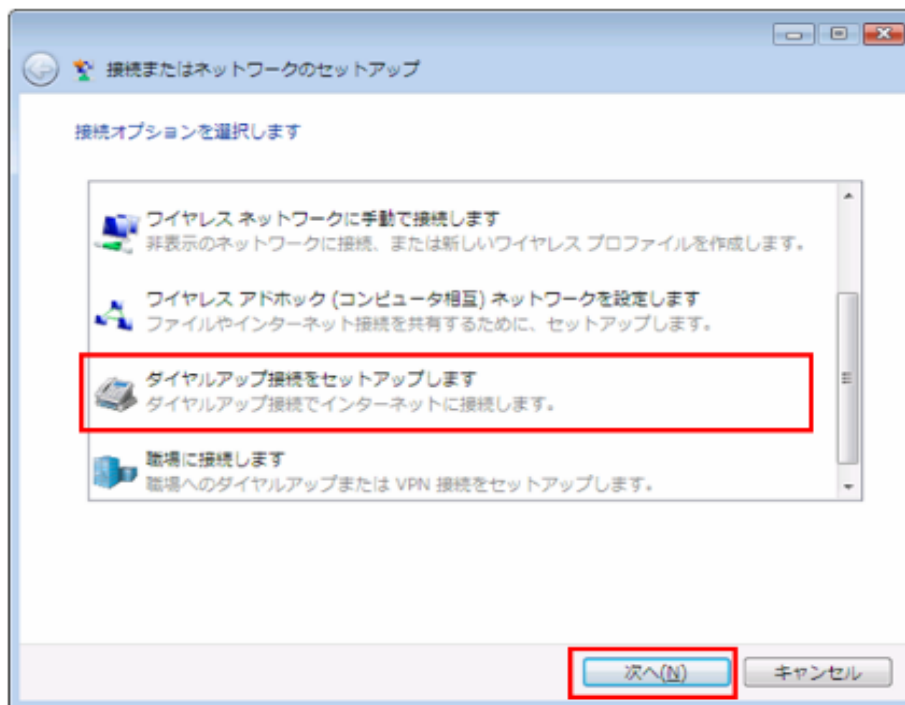 接続またはネットワークのセットアップ
接続オプションを選択します
ワイヤレス ネットワークに手動で接続します
非表示のネットワークに接続、または新しいワイヤレス プロファイルを作成します。
ワイヤレス アドホック (コンピュータ相互) ネットワークを設定します
ファイルやインターネット接続を共有するために、セットアップします。
ダイヤルアップ接続をセットアップします
ダイヤルアップ接続でインターネットに接続します。
職場に接続します
職場へのダイヤルアップまたは VPN 接続をセットアップします。
次へ(N) キャンセル